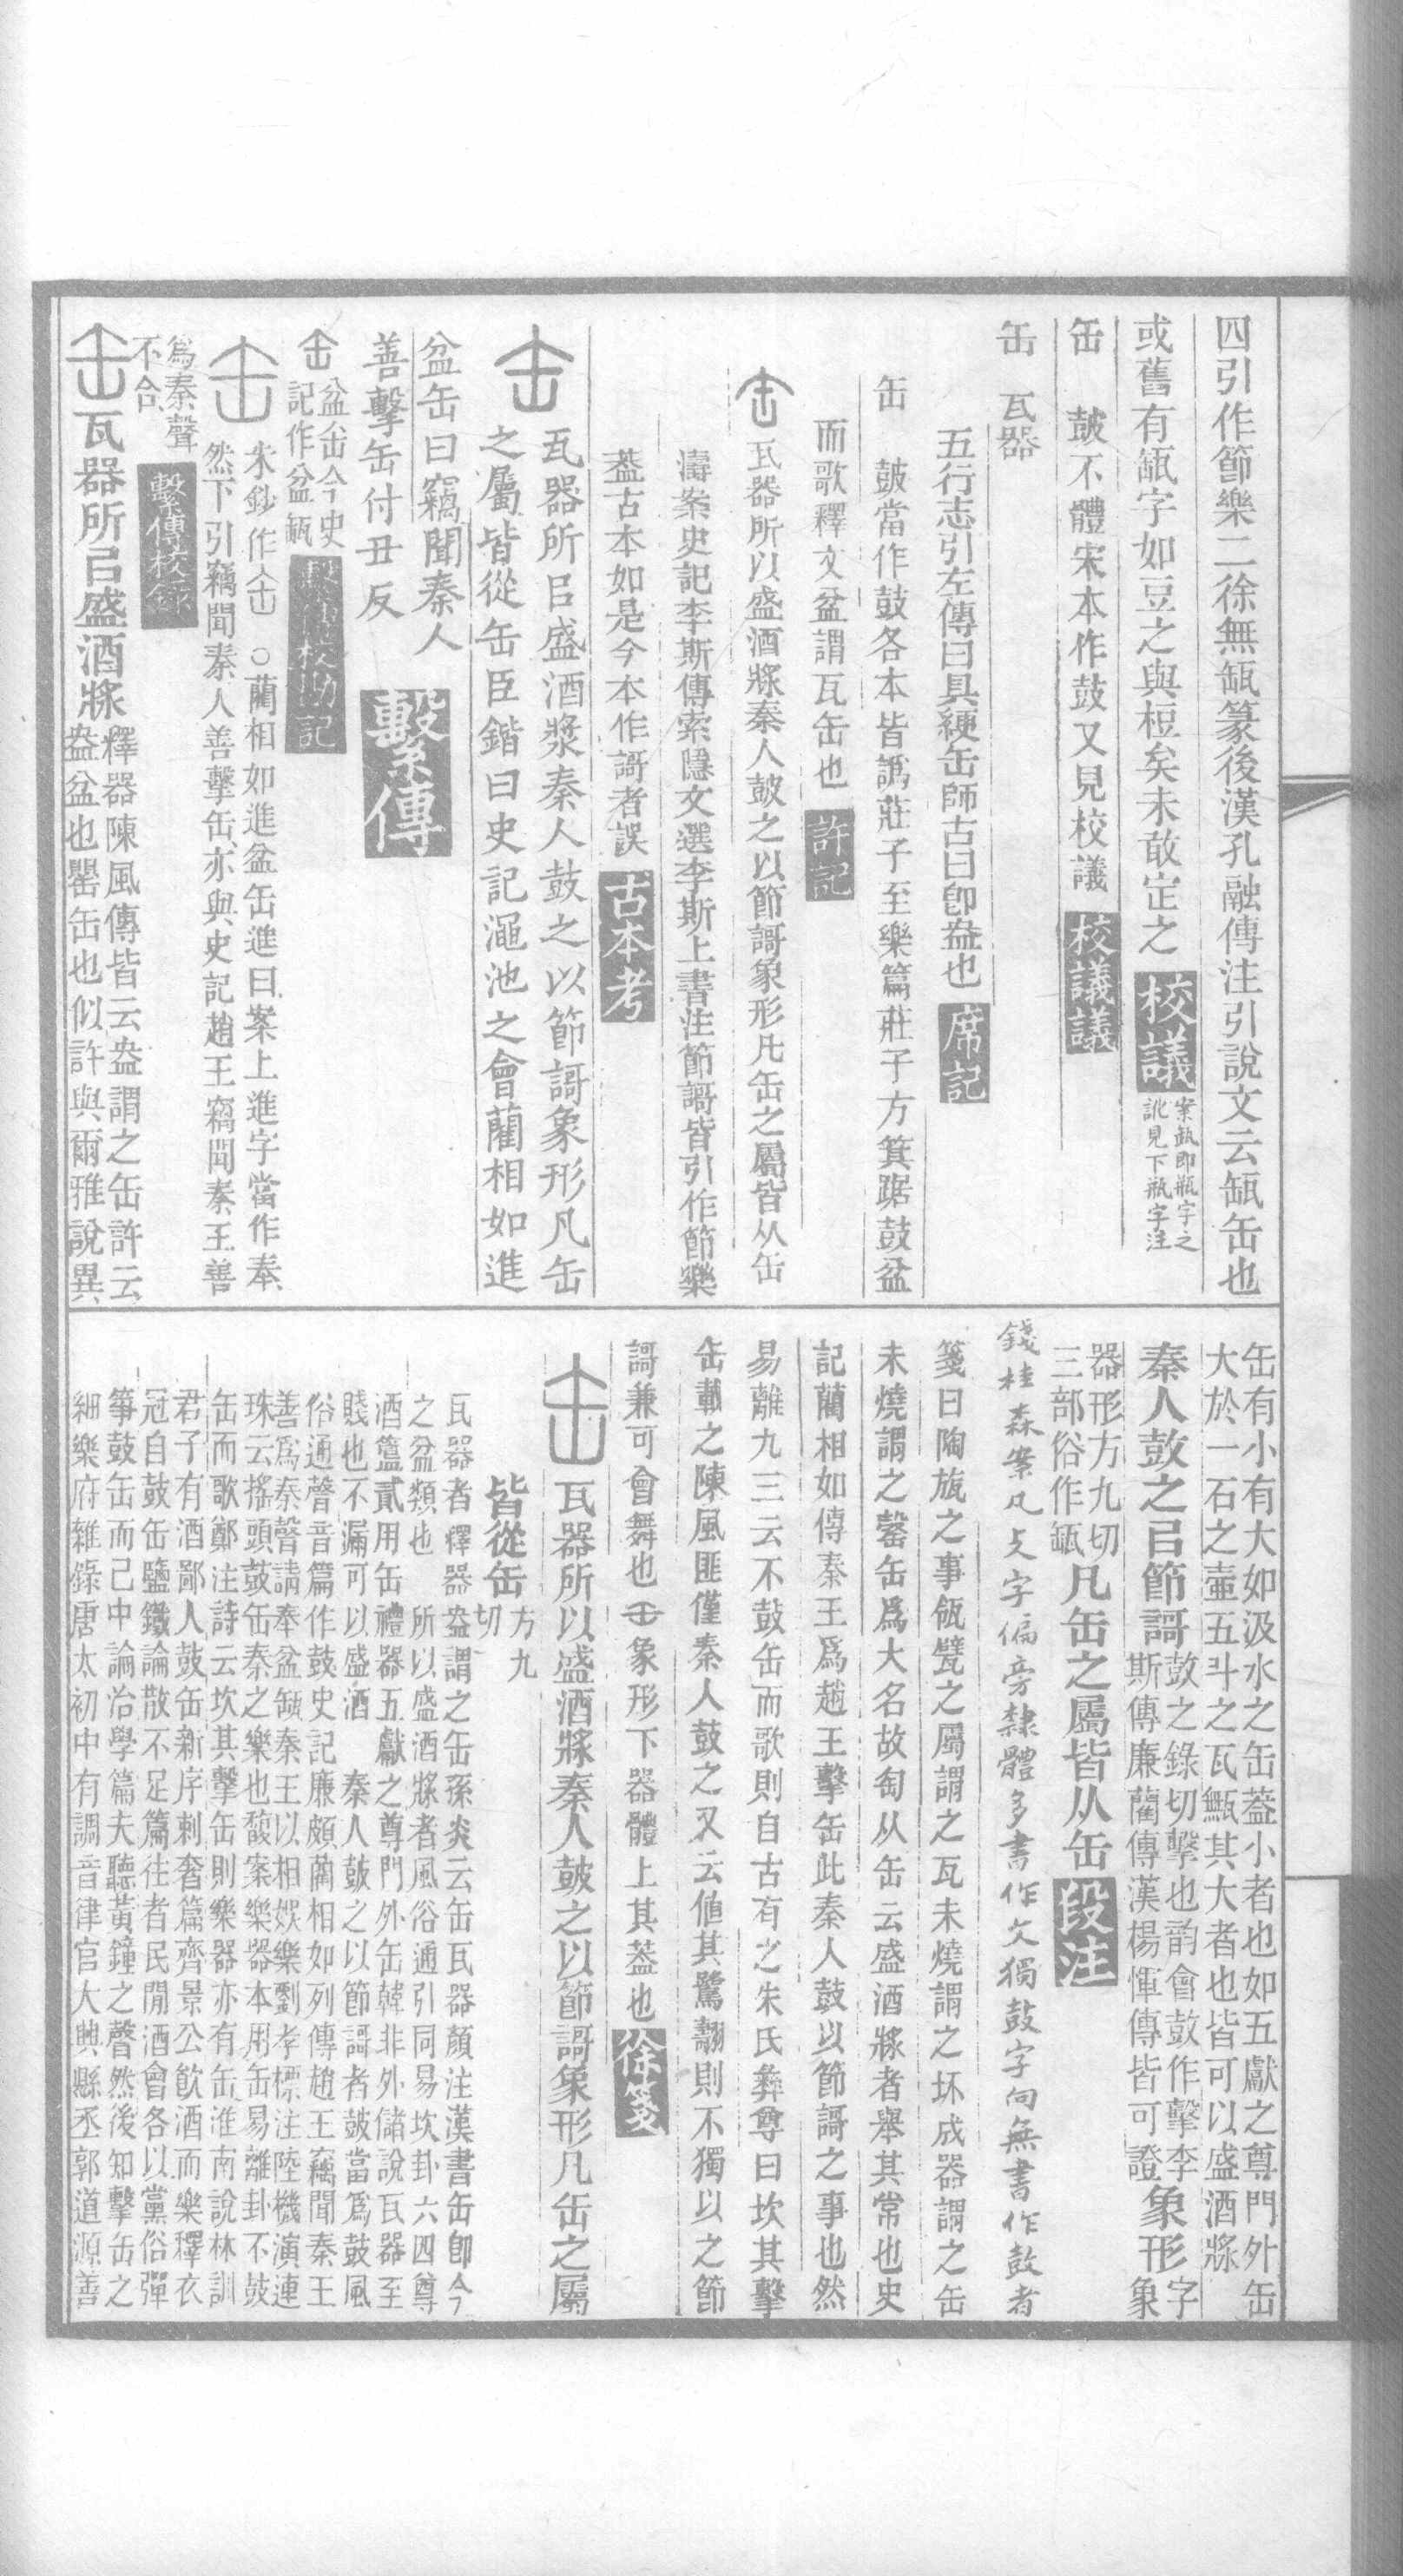 四引作節樂二徐無缻篆後漢孔融傳注引說文云缻缶也
或舊有缻字如豆之與梪矣未敢定之 校議
案缻即瓶字之
訛見下瓶字注
缶 鼓不體宋本作鼓又見校議 校議議
缶 瓦器
五行志引左傳曰具綆缶師古曰卽盎也 席記
缶 鼓當作鼔各本皆譌莊子至樂篇莊子方箕踞鼓盆
而歌釋文盆謂瓦缶也 許記
缶 瓦器所以盛酒㹡秦人鼓之以節謌象形凡缶之屬皆从缶
濤案史記李斯傳索隱文選李斯上書注節謌皆引作節樂
葢古本如是今本作謌者誤 古本考
缶 瓦器所㠯盛酒漿秦人鼓之以節謌象形凡缶
之屬皆從缶臣鍇曰史記澠池之會藺相如進
盆缶曰竊聞秦人
善擊缶付丑反 繫傳
缶 盆缶今史
記作盆缻 繫傳校勘記
缶 朱鈔作缶○藺相如進盆缶進曰案上進字當作奉
然下引竊聞秦人善擊缶亦與史記趙王竊聞秦王善
爲秦聲
不合 繫傳校錄
缶 瓦器所㠯盛酒㹡
釋器陳風傳皆云盎謂之缶許云
盎盆也罌缶也似許與爾雅說異
缶有小有大如汲水之缶葢小者也如五獻之尊門外缶
大於一石之壷五斗之瓦甒其大者也皆可以盛酒㹡
秦人鼔之㠯節謌
鼔之錄切擊也韵會鼓作擊李
斯傳廉藺傳漢楊惲傳皆可證
象形
字
象
器形方九切
三部俗作缻
凡缶之屬皆从缶 段注
錢桂森案凡攴字偏旁隸體多書作攵獨鼓字向無書作鼓者
箋曰陶旊之事瓴甓之屬謂之瓦未燒謂之坏成器謂之缶
未燒謂之罄缶爲大名故匋从缶云盛酒㹡者舉其常也史
記藺相如傳秦王爲趙王擊缶此秦人鼓以節謌之事也然
易離九三云不鼓缶而歌則自古有之朱氏彝尊曰坎其擊
缶載之陳風匪僅秦人鼓之又云值其鷺翿則不獨以之節
謌兼可會舞也 象形下器體上其葢也 徐箋
缶 瓦器所以盛酒㹡秦人鼓之以節謌象形凡缶之屬
皆從缶 方九
切
瓦器者釋器盎謂之缶孫炎云缶瓦器顏注漢書缶卽今
之盆類也 所以盛酒㹡者風俗通引同易坎卦六四尊
酒簋貳用缶禮器五獻之尊門外缶韓非外儲說瓦器至
賤也不漏可以盛酒 秦人鼓之以節謌者鼓當爲鼓風
俗通聲音篇作鼓史記廉頗藺相如列傳趙王竊聞秦王
善爲秦聲請奉盆缻秦王以相娛樂劉孝標注陸機演連
珠云搖頭鼓缶秦之樂也馥案樂器本用缶易離卦不鼓
缶而歌鄭注詩云坎其擊缶則樂器亦有缶淮南說林訓
君子有酒鄙人鼓缶新序刺奢篇齊景公飮酒而樂釋衣
冠自鼓缶鹽鐵論散不足篇往者民閒酒會各以黨俗彈
箏鼓缶而已中論治學篇夫聽黃鐘之聲然後知擊缶之
細樂府雜錄唐太初中有調音律官大興縣丞郭道源善